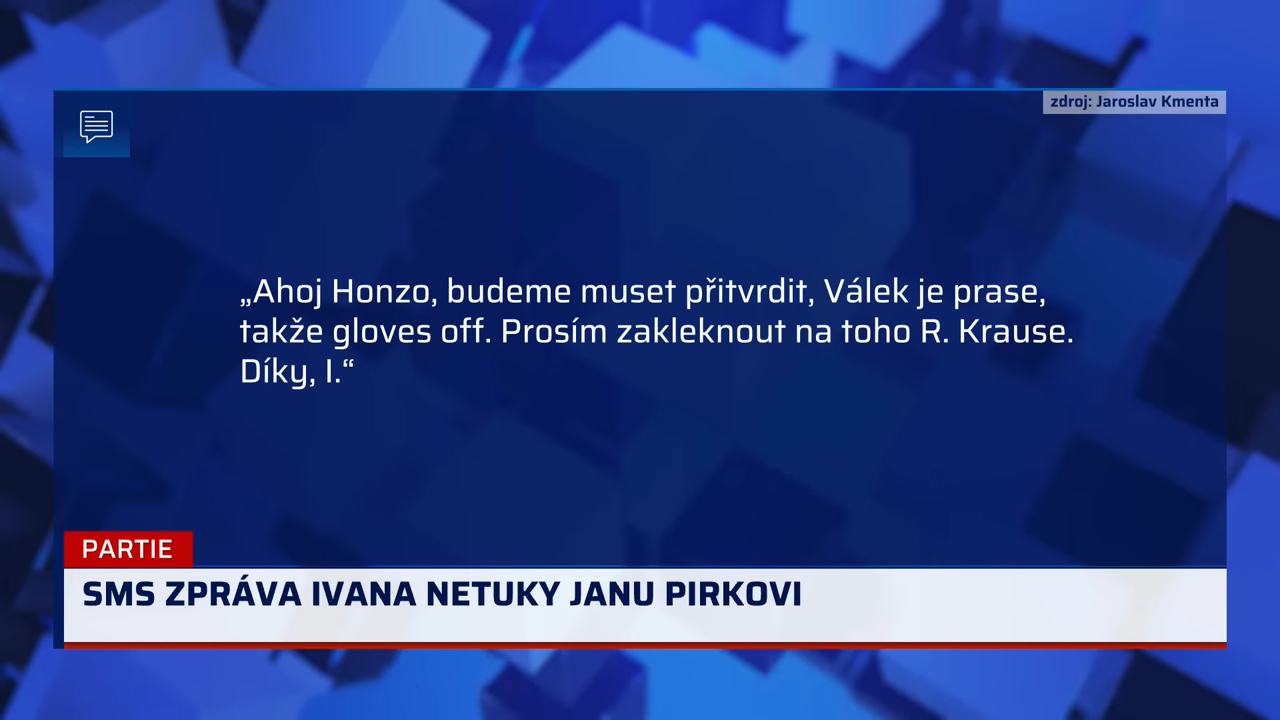 zdroj: Jaroslav Kmenta
„Ahoj Honzo, budeme muset přitvrdit, Válek je prase,
takže gloves off. Prosím zakleknout na toho R. Krause.
Díky, I.“
PARTIE
SMS ZPRÁVA IVANA NETUKY JANU PIRKOVI